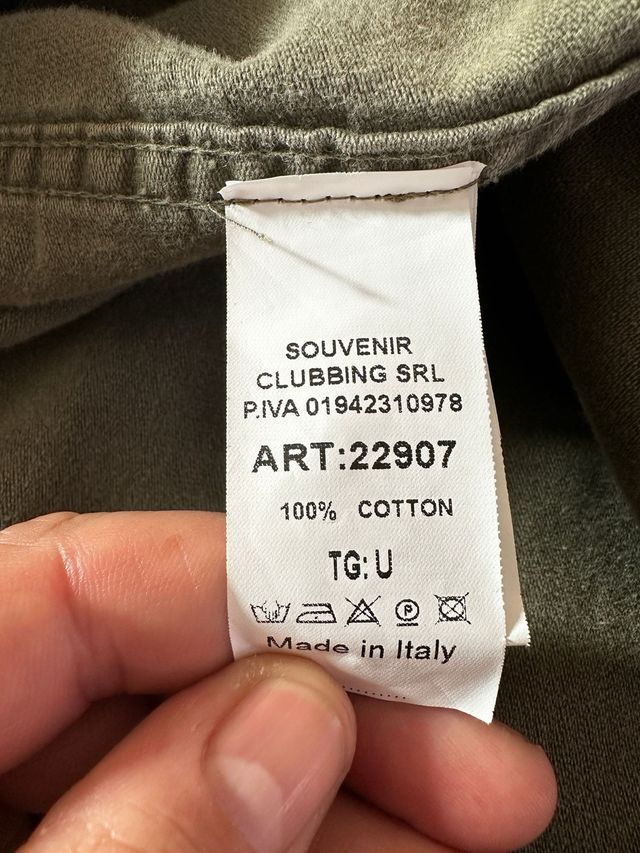 SOUVENIR
CLUBBING SRL
P.IVA 01942310978
ART:22907
100% COTTON
TG: U
P
Made in Italy